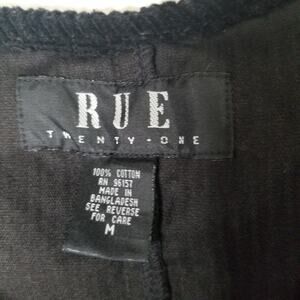 RUE
TWENTY-ONE
100% COTTON
RN 96157
MADE IN
BANGLADESH
SEE REVERSE
FOR CARE
M